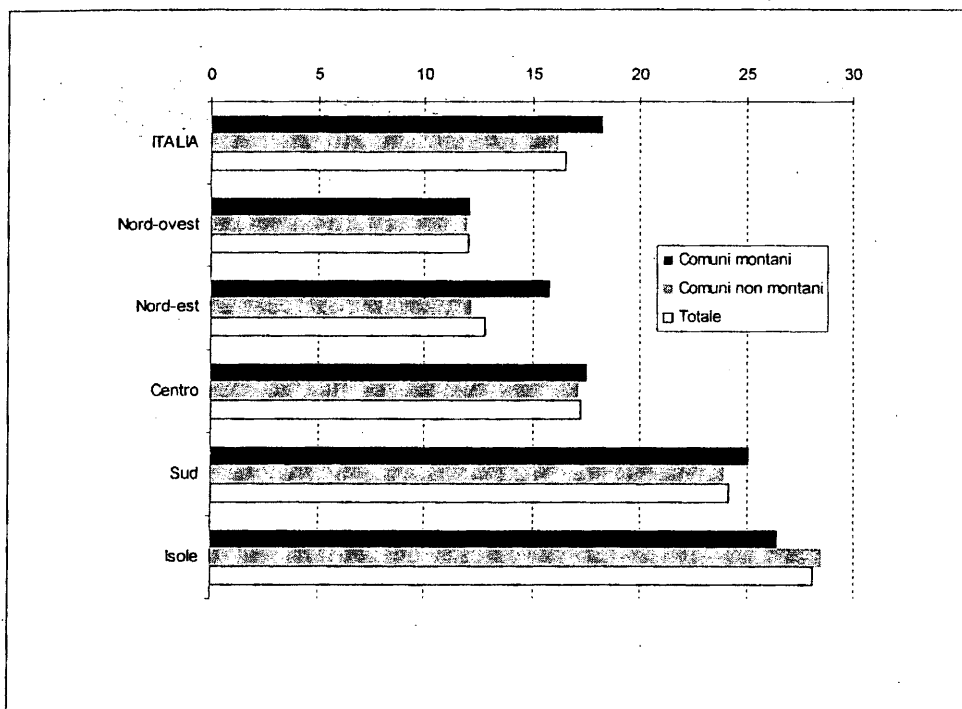 0 5 10 15 20 25 30
ITALIA
Nord-ovest
Nord-est
Centro
Sud
Isole
Comuni montani
Comuni non montani
Totale